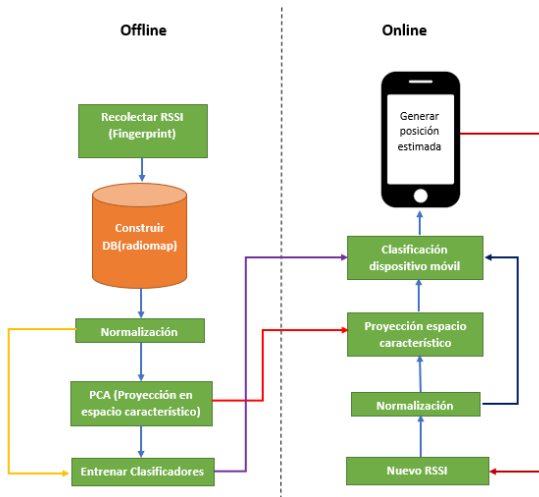 Offline
Recolectar RSSI
(Fingerprint)
Construir
DB(radiomap)
Normalización
PCA (Proyección en
espacio característico)
Entrenar Clasificadores
Online
Generar
posición
estimada
Clasificación
dispositivo móvil
Proyección espacio
característico
Normalización
Nuevo RSSI